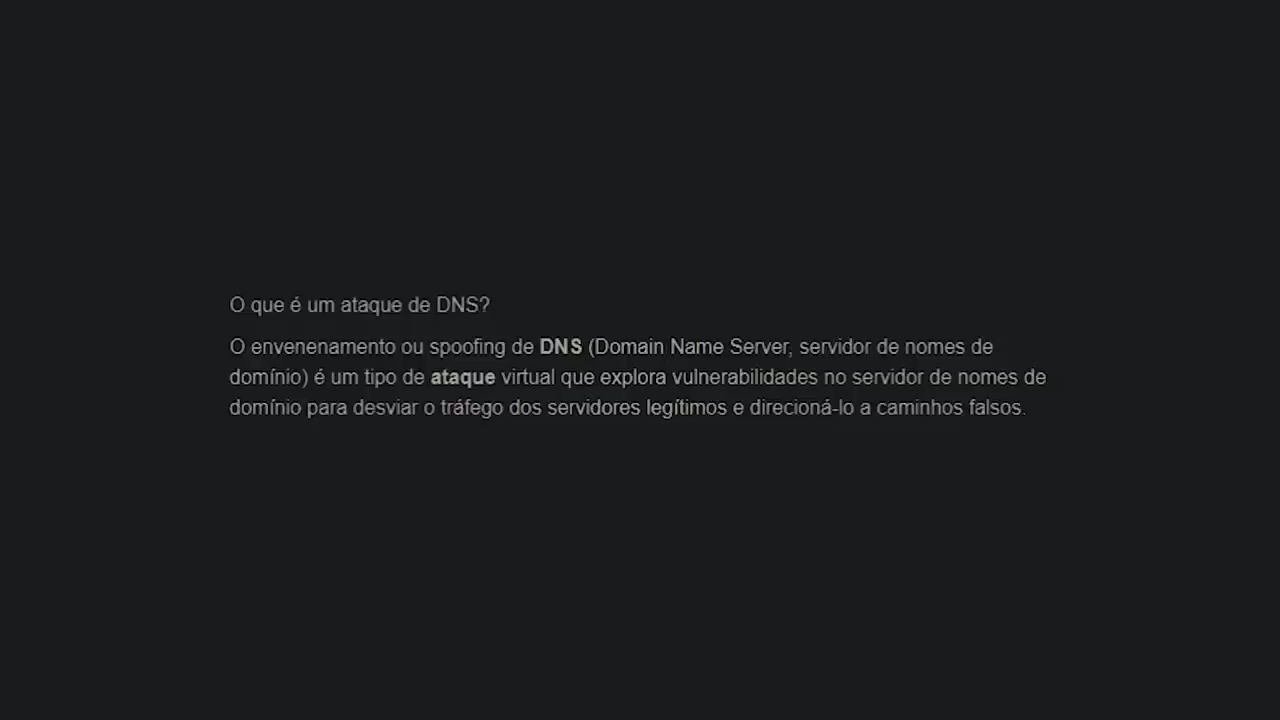 O que é um ataque de DNS?
O envenenamento ou spoofing de DNS (Domain Name Server, servidor de nomes de
domínio) é um tipo de ataque virtual que explora vulnerabilidades no servidor de nomes de
domínio para desviar o tráfego dos servidores legítimos e direcioná-lo a caminhos falsos.